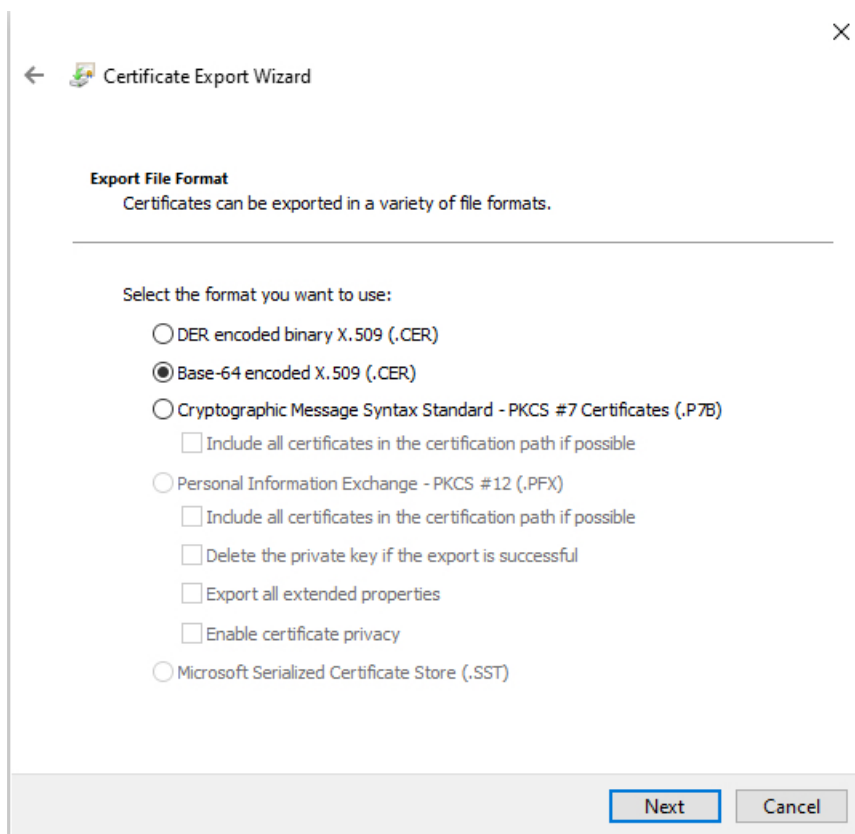 Certificate Export Wizard
Export File Format
Certificates can be exported in a variety of file formats.
Select the format you want to use:
DER encoded binary X.509 (.CER)
Base-64 encoded X.509 (.CER)
Cryptographic Message Syntax Standard - PKCS #7 Certificates (.P7B)
Include all certificates in the certification path if possible
Personal Information Exchange - PKCS #12 (.PFX)
Include all certificates in the certification path if possible
Delete the private key if the export is successful
Export all extended properties
Enable certificate privacy
Microsoft Serialized Certificate Store (.SST)
Next Cancel